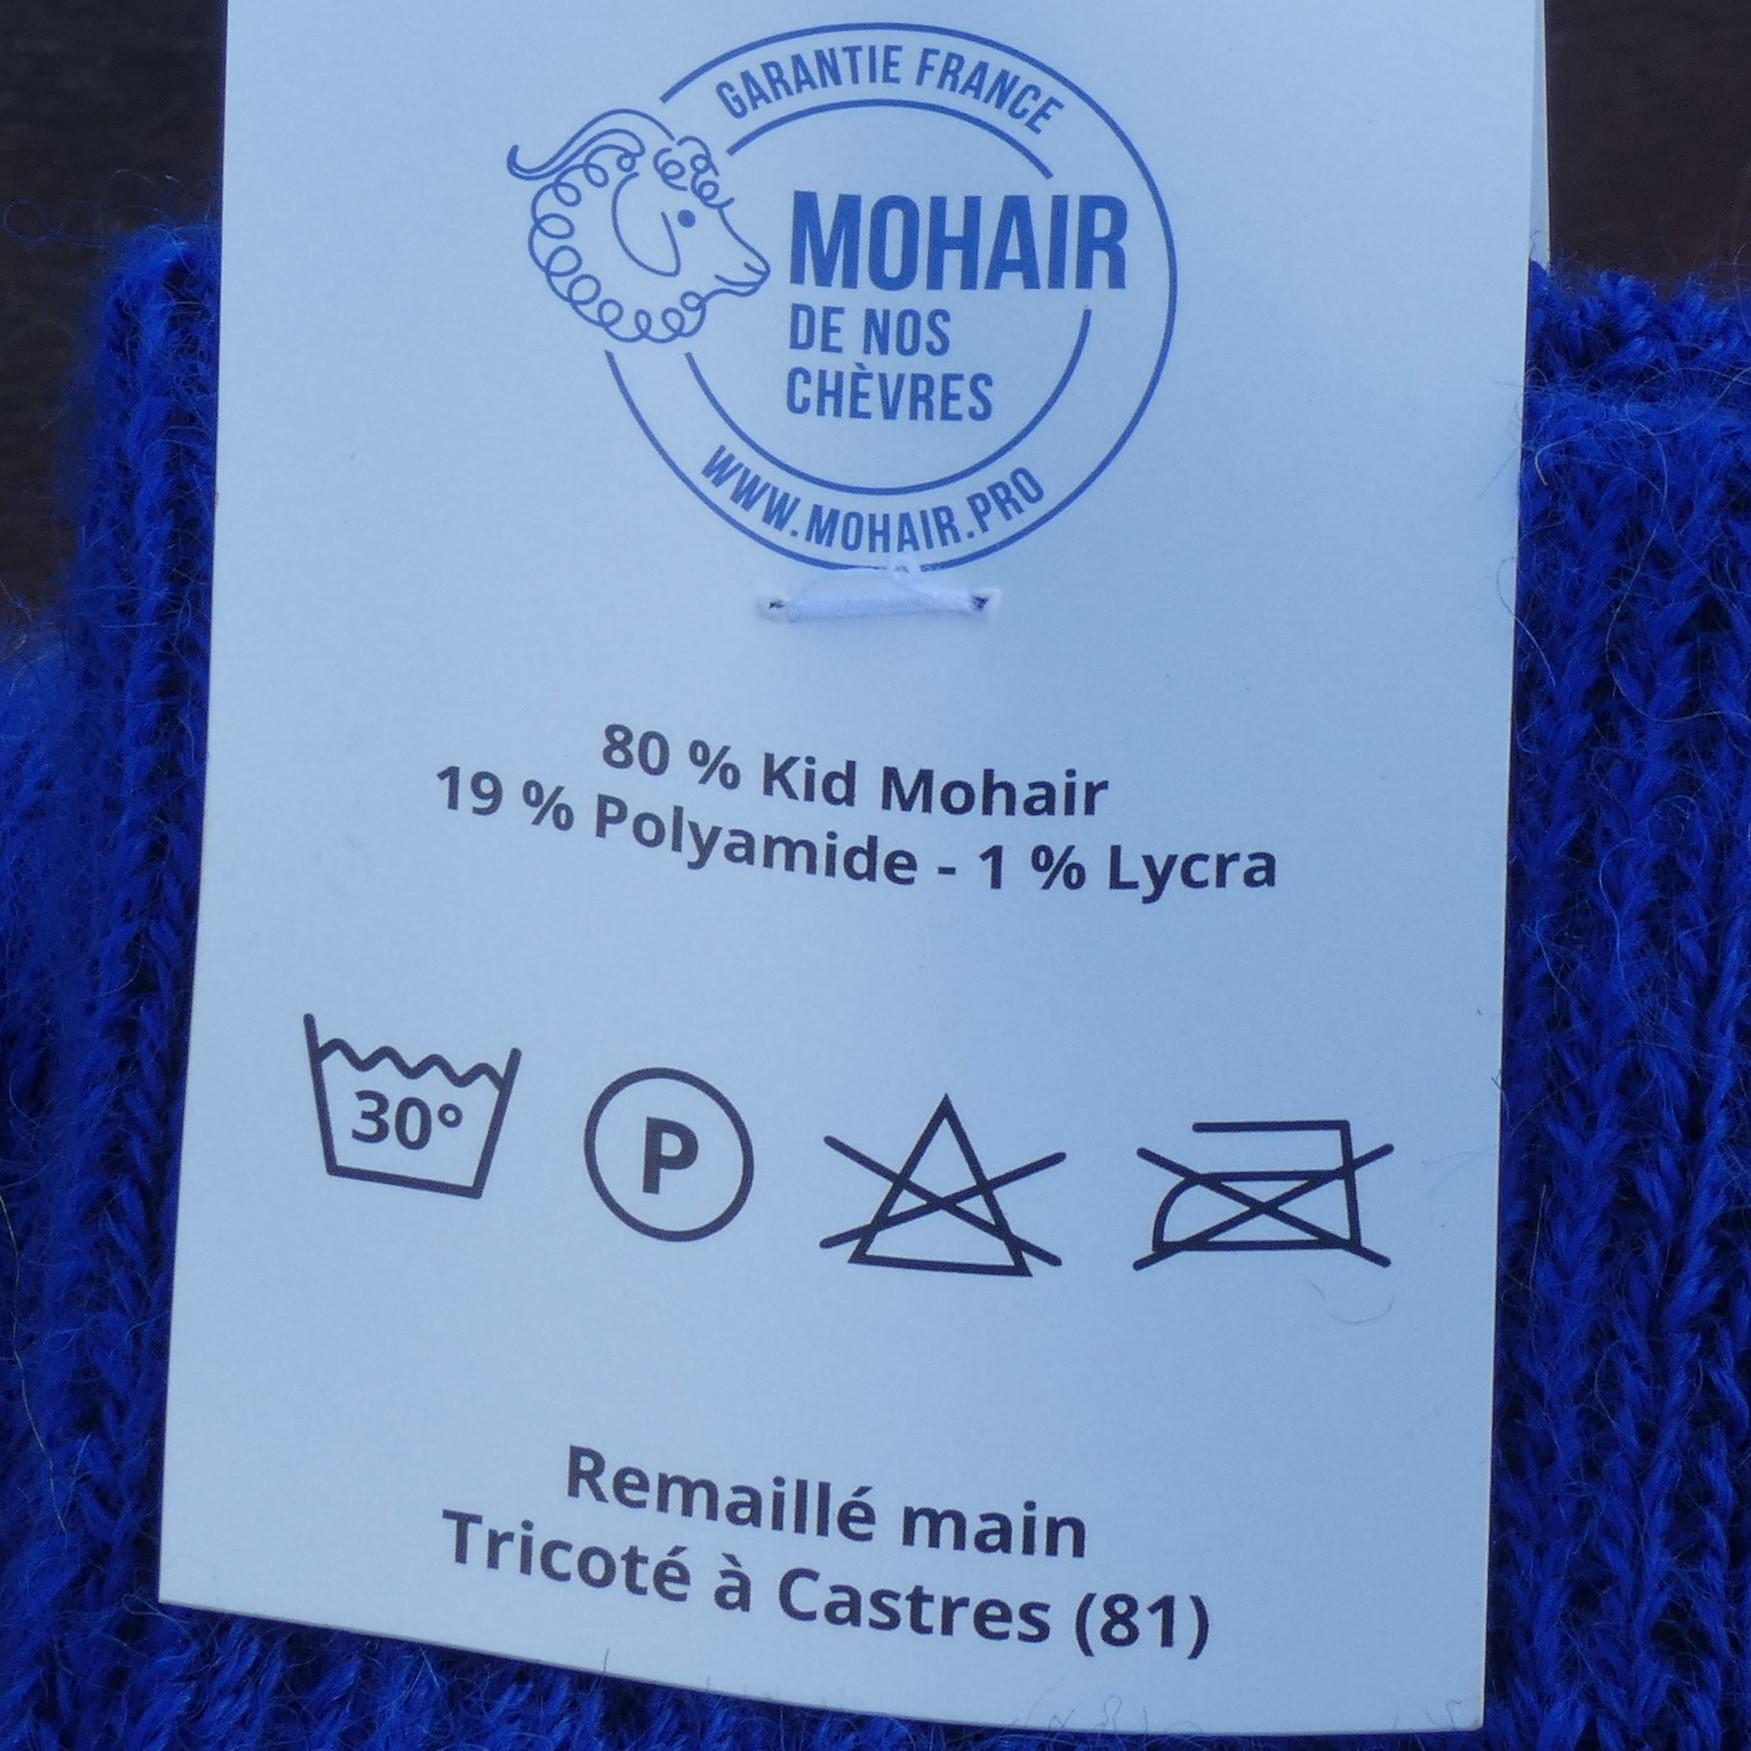 GARANTIE FRANCE
MOHAIR
DE NOS
CHÈVRES
WWW.MOHAIR.PRO
80 % Kid Mohair
19 % Polyamide - 1 % Lycra
30°
P
Remaillé main
Tricoté à Castres (81)